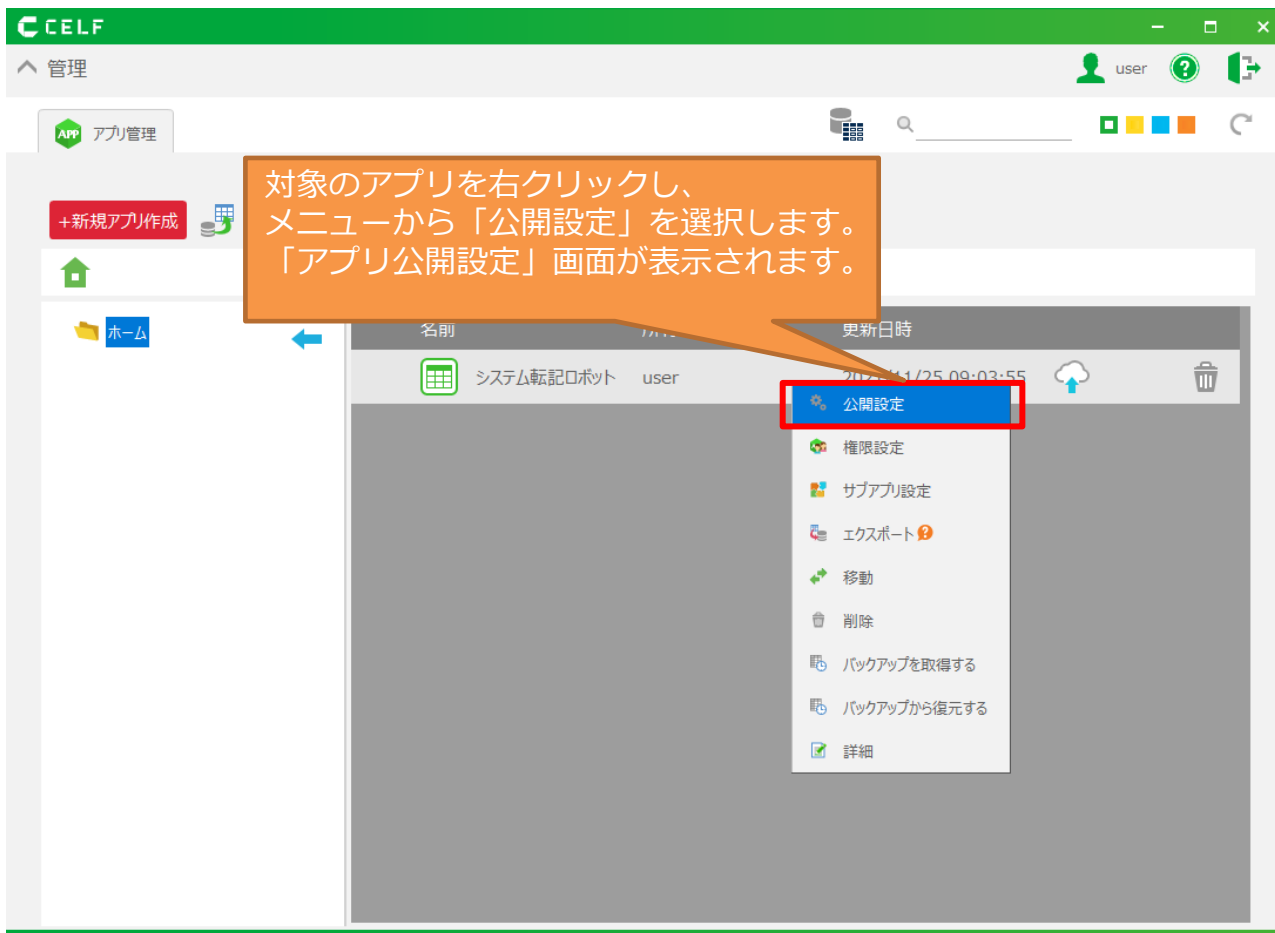 CELF
管理
user
アプリ管理
対象のアプリを右クリックし、
メニューから「公開設定」を選択します。
「アプリ公開設定」画面が表示されます。
+新規アプリ作成
ホーム
名前
更新日時
システム転記ロボット
user
11/25 09:03:55
公開設定
権限設定
サブアプリ設定
エクスポート
移動
削除
バックアップを取得する
バックアップから復元する
詳細